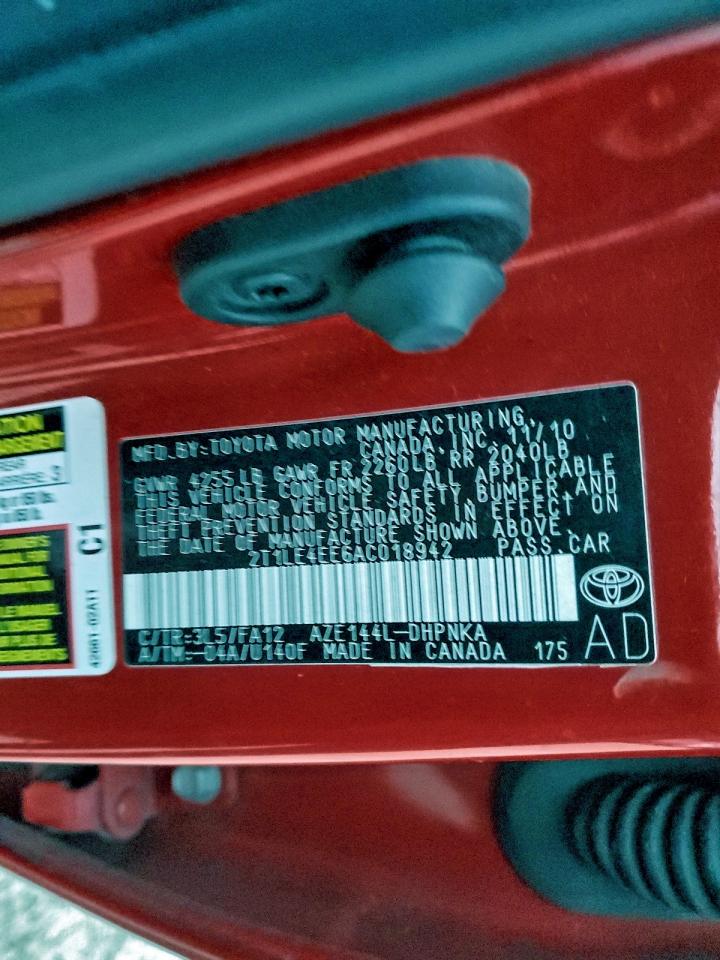 MFD.BY:TOYOTA MOTOR MANUFACTURING,
CANADA, INC. 11/10
GVWR 4255 LB GAWR FR 2260LB, RR 2040LB
THIS VEHICLE CONFORMS TO ALL APPLICABLE
FEDERAL MOTOR VEHICLE SAFETY, BUMPER, AND
THEFT PREVENTION STANDARDS IN EFFECT ON
THE DATE OF MANUFACTURE SHOWN ABOVE.
2T1LE4EE6AC018942 PASS.CAR
C/TR:3L5/FA12 AZE144L-DHPNKA
A/TM:-04A/U140F MADE IN CANADA 175
AD
C1
42661-02A11